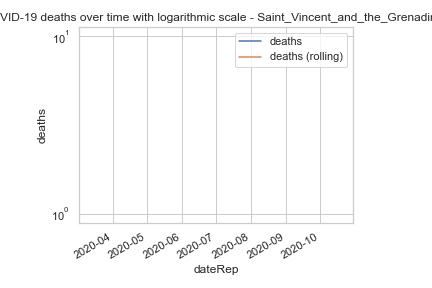 VID-19 deaths over time with logarithmic scale - Saint_Vincent_and_the_Grenadin
deaths
deaths (rolling)
10¹
deaths
10⁰
2020-04
2020-05
2020-06
2020-07
2020-08
2020-09
2020-10
dateRep